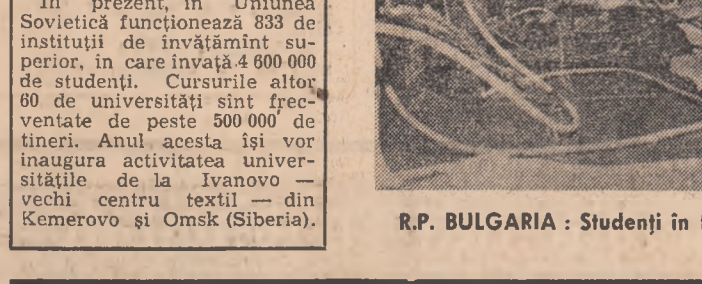 In prezent, în Uniunea
Sovietică funcționează 833 de
instituții de învățămînt su-
perior, în care învață 4 600 000
de studenți. Cursurile altor
60 de universități sînt frec-
ventate de peste 500 000 de
tineri. Anul acesta își vor
inaugura activitatea univer-
sitățile de la Ivanovo —
vechi centru textil — din
Kemerovo și Omsk (Siberia).
R.P. BULGARIA : Studenți în